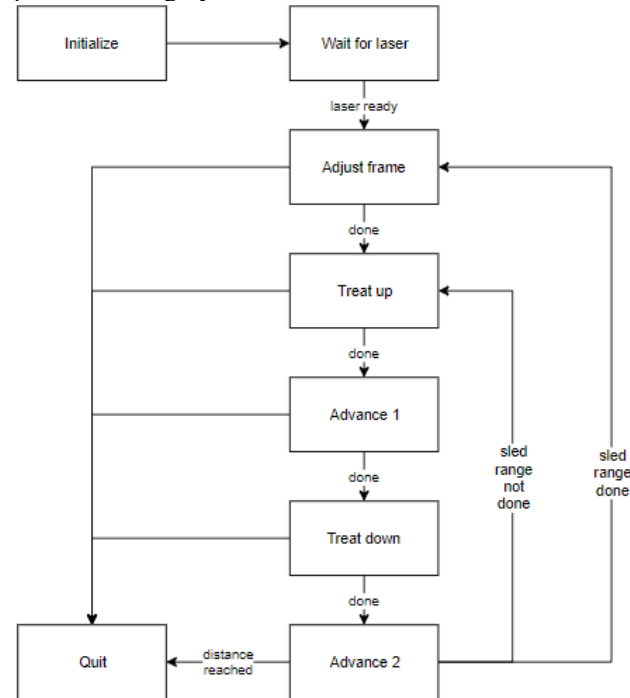 Initialize
Wait for laser
laser ready
Adjust frame
done
Treat up
done
Advance 1
sled
range
not
done
sled
range
done
done
Treat down
done
Quit
distance
reached
Advance 2